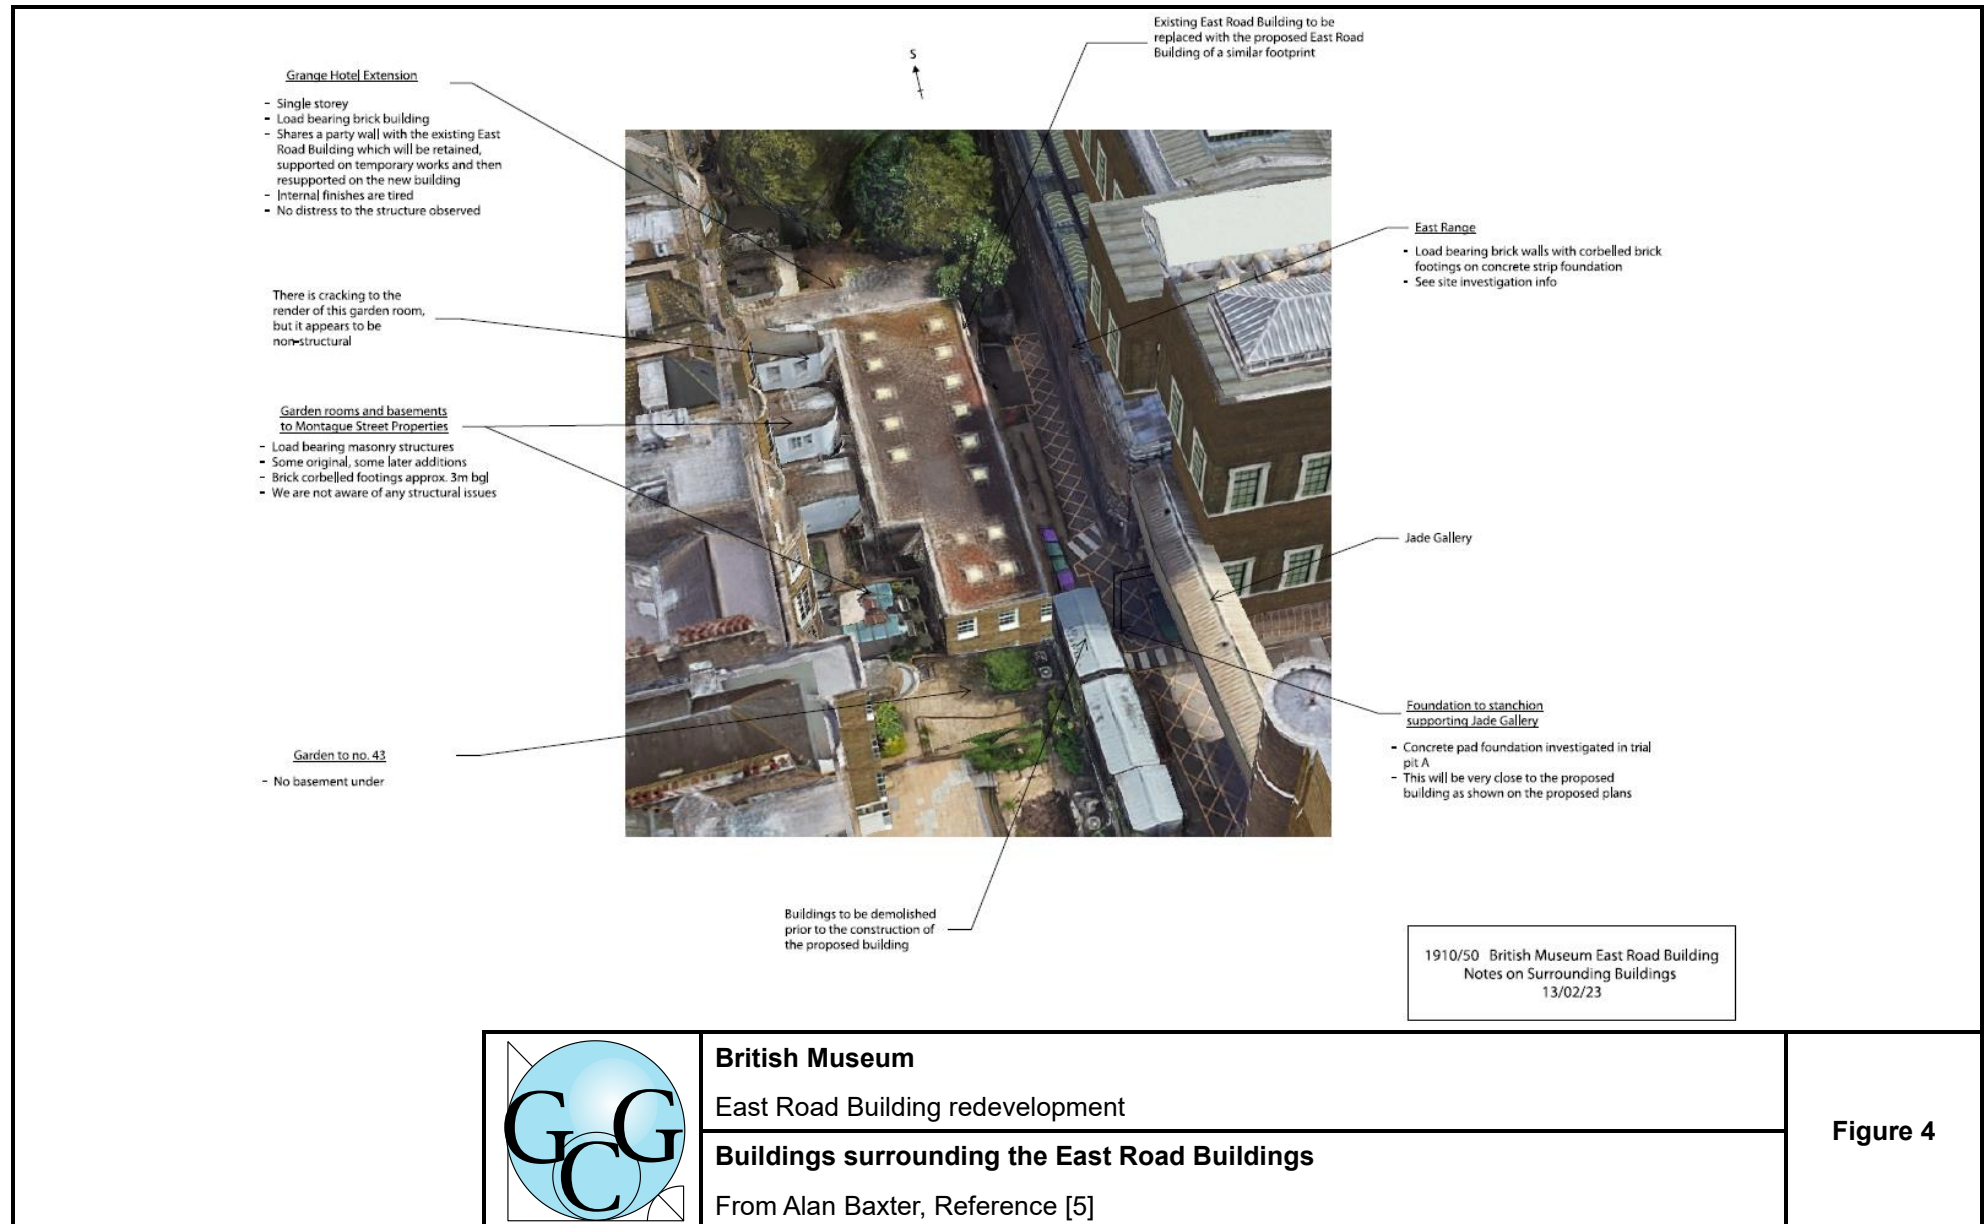 Existing East Road Building to be
replaced with the proposed East Road
Building of a similar footprint
S
Grange Hotel Extension
- Single storey
- Load bearing brick building
- Shares a party wall with the existing East
Road Building which will be retained,
supported on temporary works and then
resupported on the new building
- Internal finishes are tired
- No distress to the structure observed
East Range
- Load bearing brick walls with corbelled brick
footings on concrete strip foundation
- See site investigation info
There is cracking to the
render of this garden room,
but it appears to be
non-structural
Garden rooms and basements
to Montague Street Properties
- Load bearing masonry structures
- Some original, some later additions
- Brick corbelled footings approx. 3m bgl
- We are not aware of any structural issues
Jade Gallery
Foundation to stanchion
supporting Jade Gallery
- Concrete pad foundation investigated in trial
pit A
- This will be very close to the proposed
building as shown on the proposed plans
Garden to no. 43
- No basement under
Buildings to be demolished
prior to the construction of
the proposed building
1910/50 British Museum East Road Building
Notes on Surrounding Buildings
13/02/23
GCG
British Museum
East Road Building redevelopment
Buildings surrounding the East Road Buildings
From Alan Baxter, Reference [5]
Figure 4